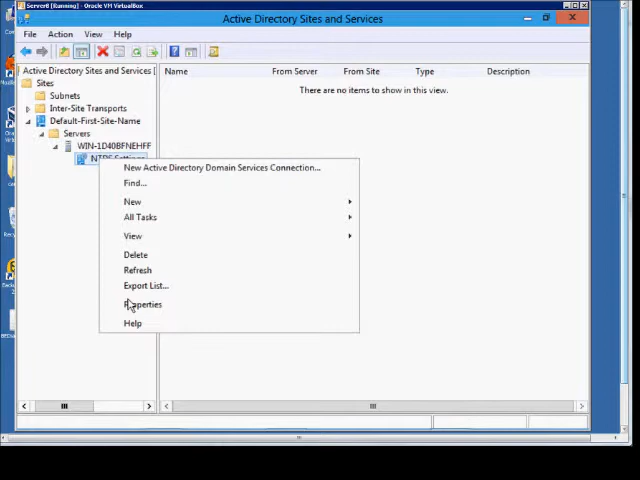 Server8 [Running] - Oracle VM VirtualBox
Active Directory Sites and Services
File Action View Help
Active Directory Sites and Services [
Sites
Subnets
Inter-Site Transports
Default-First-Site-Name
Servers
WIN-1D40BFNEHFF
NTDS Settings
Name From Server From Site Type Description
There are no items to show in this view.
New Active Directory Domain Services Connection...
Find...
New
All Tasks
View
Delete
Refresh
Export List...
Properties
Help